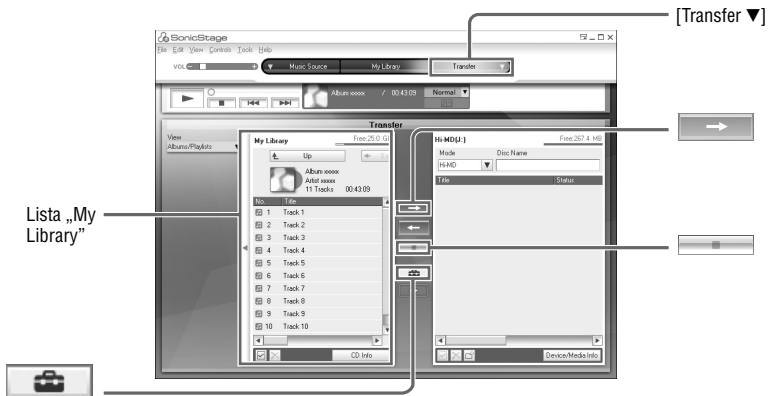 [Transfer ▼]
SonicStage
File Edit View Controls Tools Help
VOL
Music Source My Library Transfer
Album xxxxx / 00:43:09 Normal
Transfer
View
Albums/Playlists
My Library Free:25.0
Up
Album xxxxx
Artist xxxxx
11 Tracks 00:43:09
No. Title
1 Track 1
2 Track 2
3 Track 3
4 Track 4
5 Track 5
6 Track 6
7 Track 7
8 Track 8
9 Track 9
10 Track 10
CD Info
Hi-MD(J:) Free:267.4 MB
Mode Disc Name
Hi-MD
Title Status
Device/Media Info
Lista „My
Library”